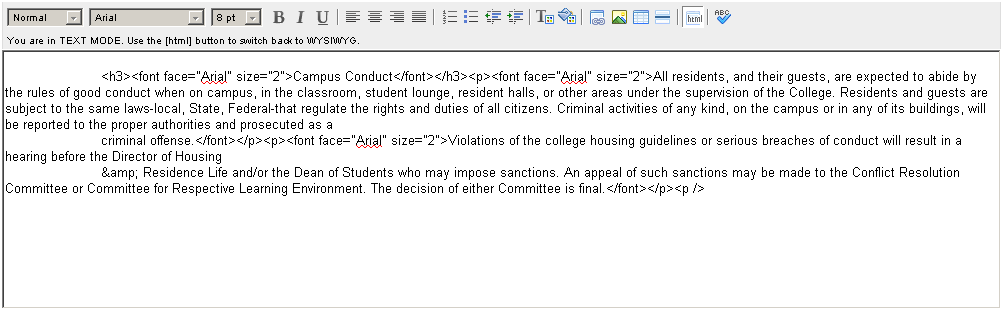 Normal Arial 8 pt B I U html ABC
You are in TEXT MODE. Use the [html] button to switch back to WYSIWYG.
<h3><font face="Arial" size="2">Campus Conduct</font></h3><p><font face="Arial" size="2">All residents, and their guests, are expected to abide by
the rules of good conduct when on campus, in the classroom, student lounge, resident halls, or other areas under the supervision of the College. Residents and guests are
subject to the same laws-local, State, Federal-that regulate the rights and duties of all citizens. Criminal activities of any kind, on the campus or in any of its buildings, will
be reported to the proper authorities and prosecuted as a
criminal offense.</font></p><p><font face="Arial" size="2">Violations of the college housing guidelines or serious breaches of conduct will result in a
hearing before the Director of Housing
&amp; Residence Life and/or the Dean of Students who may impose sanctions. An appeal of such sanctions may be made to the Conflict Resolution
Committee or Committee for Respective Learning Environment. The decision of either Committee is final.</font></p><p />